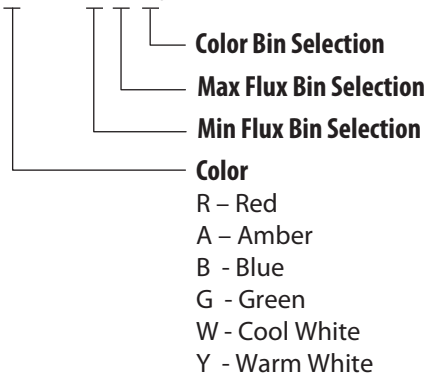 Color Bin Selection
Max Flux Bin Selection
Min Flux Bin Selection
Color
R – Red
A – Amber
B - Blue
G - Green
W - Cool White
Y - Warm White